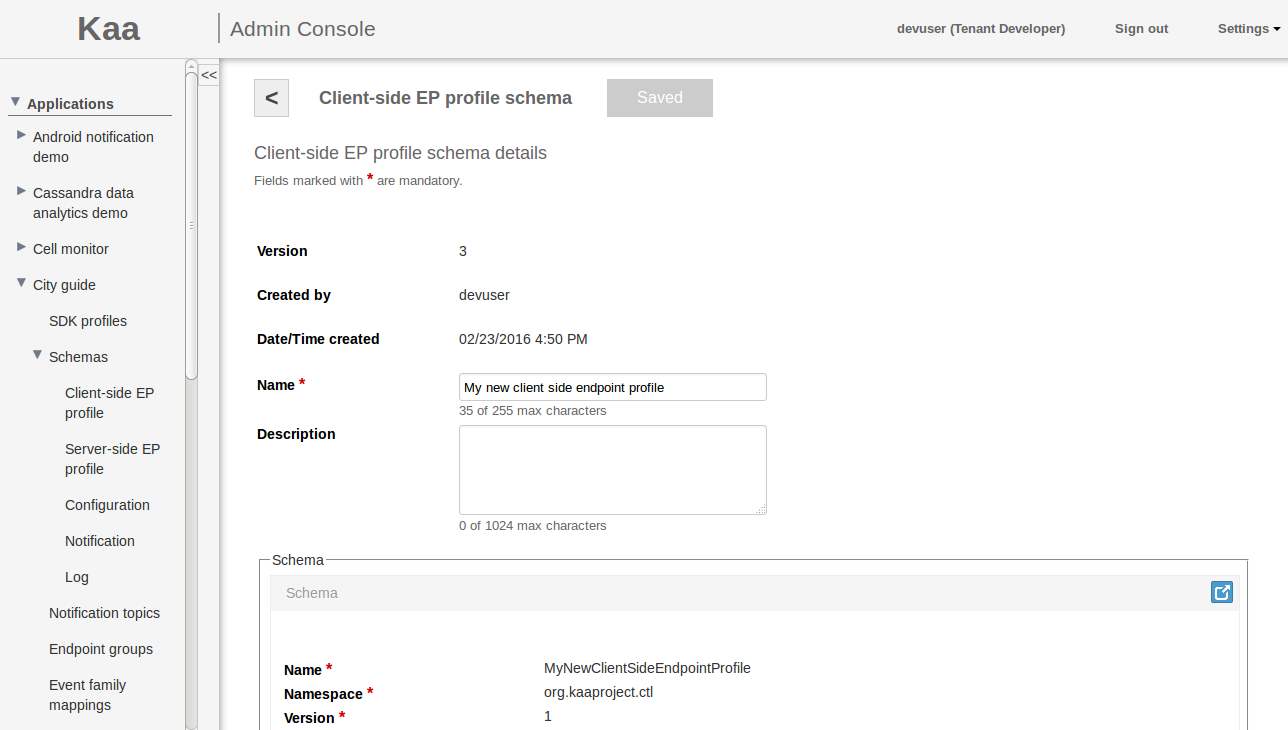 Kaa
Admin Console
devuser (Tenant Developer)
Sign out
Settings
<<
Applications
Android notification
demo
Cassandra data
analytics demo
Cell monitor
City guide
SDK profiles
Schemas
Client-side EP
profile
Server-side EP
profile
Configuration
Notification
Log
Notification topics
Endpoint groups
Event family
mappings
<
Client-side EP profile schema
Saved
Client-side EP profile schema details
Fields marked with * are mandatory.
Version 3
Created by devuser
Date/Time created 02/23/2016 4:50 PM
Name * My new client side endpoint profile
35 of 255 max characters
Description
0 of 1024 max characters
Schema
Schema
Name * MyNewClientSideEndpointProfile
Namespace * org.kaaproject.ctl
Version * 1